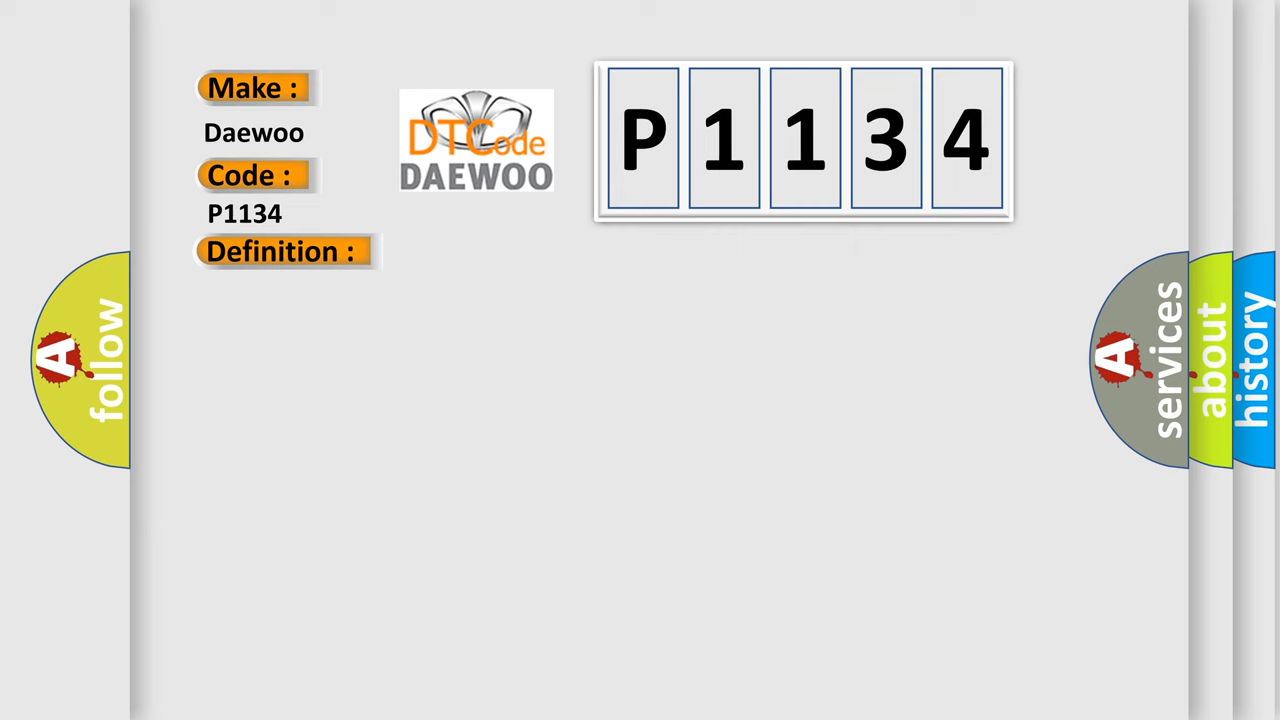 Make :
Daewoo
Code :
P1134
Definition :
DTCode
DAEWOO
P 1 1 3 4
A follow
A services
about
history